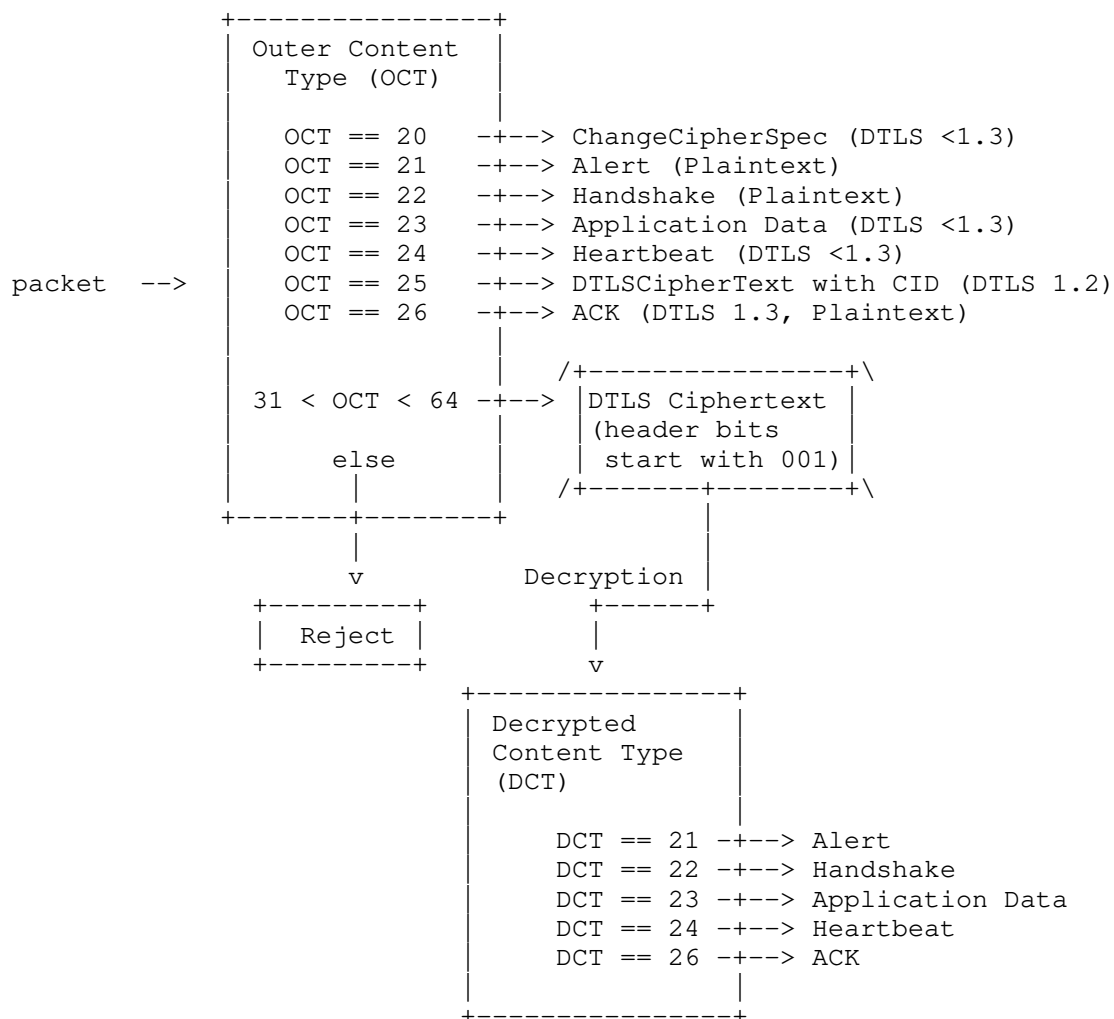 Outer Content
Type (OCT)
OCT == 20 -+--> ChangeCipherSpec (DTLS <1.3)
OCT == 21 -+--> Alert (Plaintext)
OCT == 22 -+--> Handshake (Plaintext)
OCT == 23 -+--> Application Data (DTLS <1.3)
OCT == 24 -+--> Heartbeat (DTLS <1.3)
packet --> OCT == 25 -+--> DTLSCipherText with CID (DTLS 1.2)
OCT == 26 -+--> ACK (DTLS 1.3, Plaintext)
31 < OCT < 64 -+--> DTLS Ciphertext
(header bits
else start with 001)
v Decryption
Reject
v
Decrypted
Content Type
(DCT)
DCT == 21 -+--> Alert
DCT == 22 -+--> Handshake
DCT == 23 -+--> Application Data
DCT == 24 -+--> Heartbeat
DCT == 26 -+--> ACK